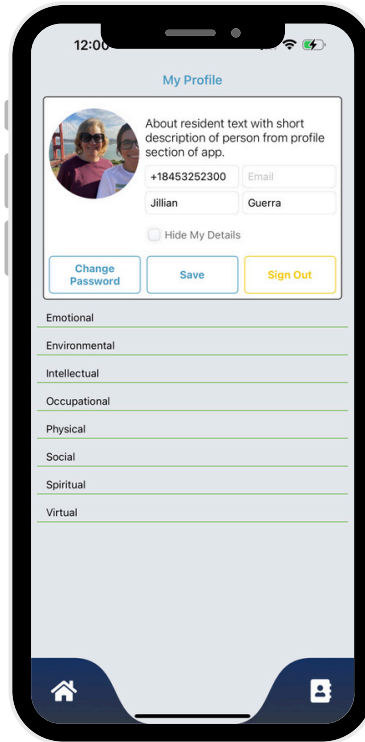 12:00
My Profile
About resident text with short
description of person from profile
section of app.
+18453252300 Email
Jillian Guerra
Hide My Details
Change
Password
Save
Sign Out
Emotional
Environmental
Intellectual
Occupational
Physical
Social
Spiritual
Virtual